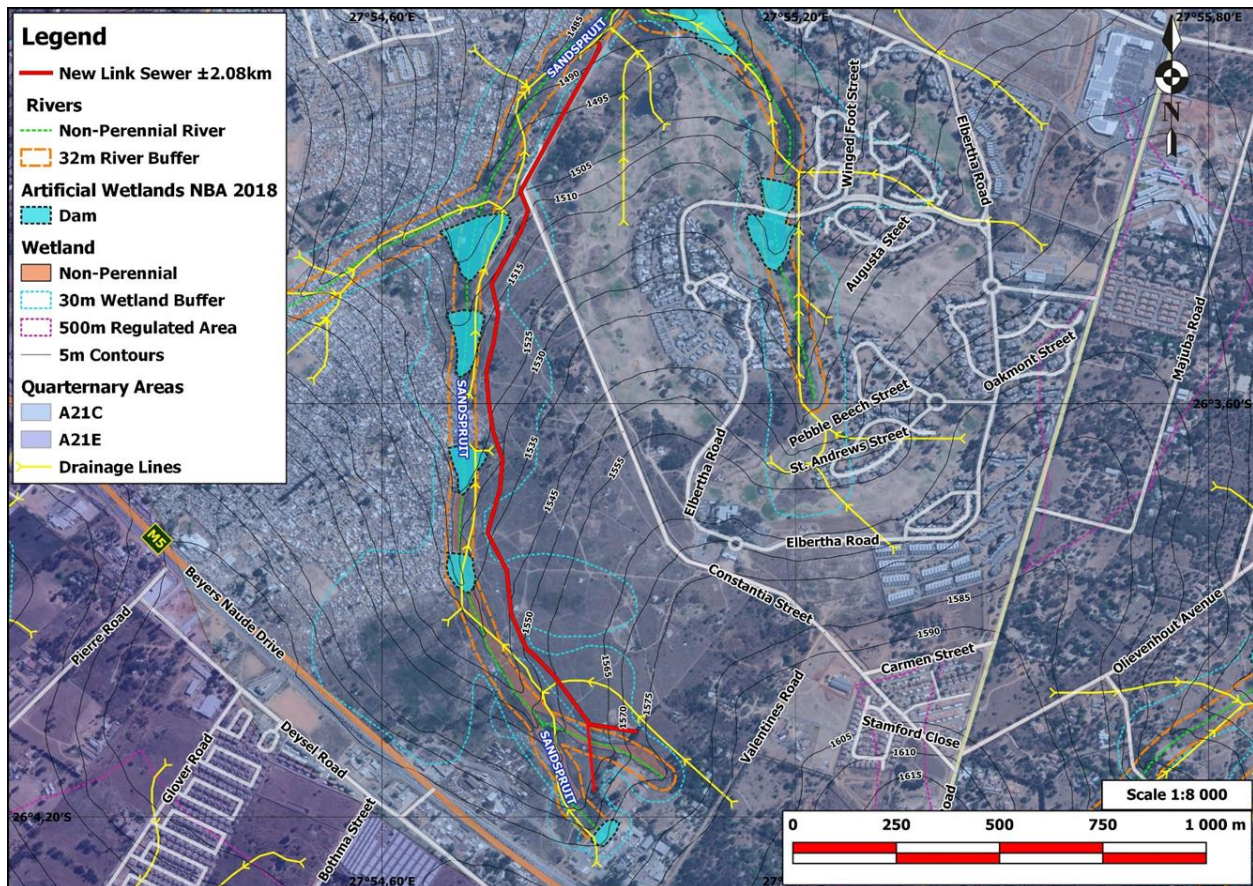 Legend
New Link Sewer ±2.08km
Rivers
Non-Perennial River
32m River Buffer
Artificial Wetlands NBA 2018
Dam
Wetland
Non-Perennial
30m Wetland Buffer
500m Regulated Area
5m Contours
Quarternary Areas
A21C
A21E
Drainage Lines
27°54,60'E
27°55,20'E
27°55,80'E
N
1485
SANDSPRUIT
1490
1495
1505
1510
1515
1525
1530
1535
1545
1555
Winged Foot Street
Elbertha Road
Augusta Street
Majuba Road
Oakmont Street
26°3,60'S
Pebble Beech Street
St. Andrews Street
SANDSPRUIT
Elbertha Road
Elbertha Road
M5
Beyers Naude Drive
Pierre Road
Constantia Street
1585
1590
Olievenhout Avenue
Carmen Street
1550
1565
1570
1575
Valentines Road
Stamford Close
1605
1610
1615
SANDSPRUIT
Deysel Road
Glover Road
Bothma Street
Road
26°4,20'S
27°54,60'E
Scale 1:8 000
0 250 500 750 1 000 m